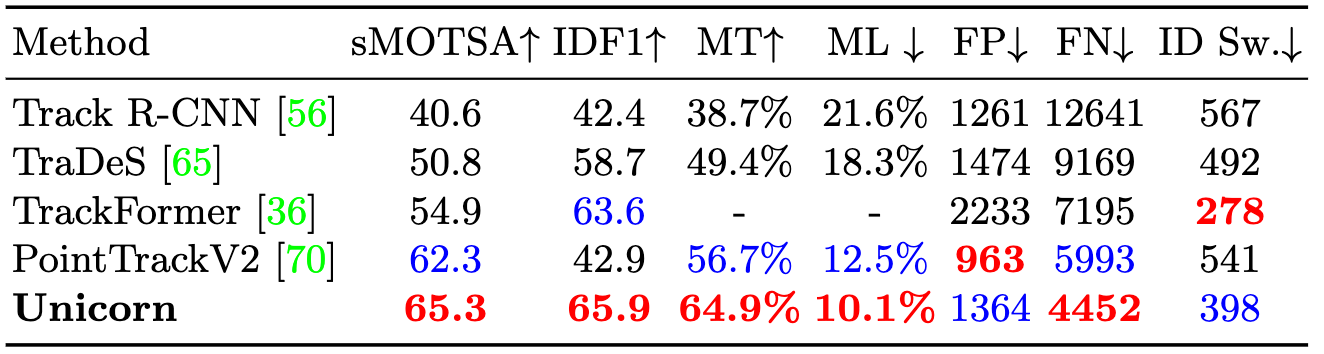 Method sMOTSA↑ IDF1↑ MT↑ ML ↓ FP↓ FN↓ ID Sw.↓
Track R-CNN [56] 40.6 42.4 38.7% 21.6% 1261 12641 567
TraDeS [65] 50.8 58.7 49.4% 18.3% 1474 9169 492
TrackFormer [36] 54.9 63.6 - - 2233 7195 278
PointTrackV2 [70] 62.3 42.9 56.7% 12.5% 963 5993 541
Unicorn 65.3 65.9 64.9% 10.1% 1364 4452 398